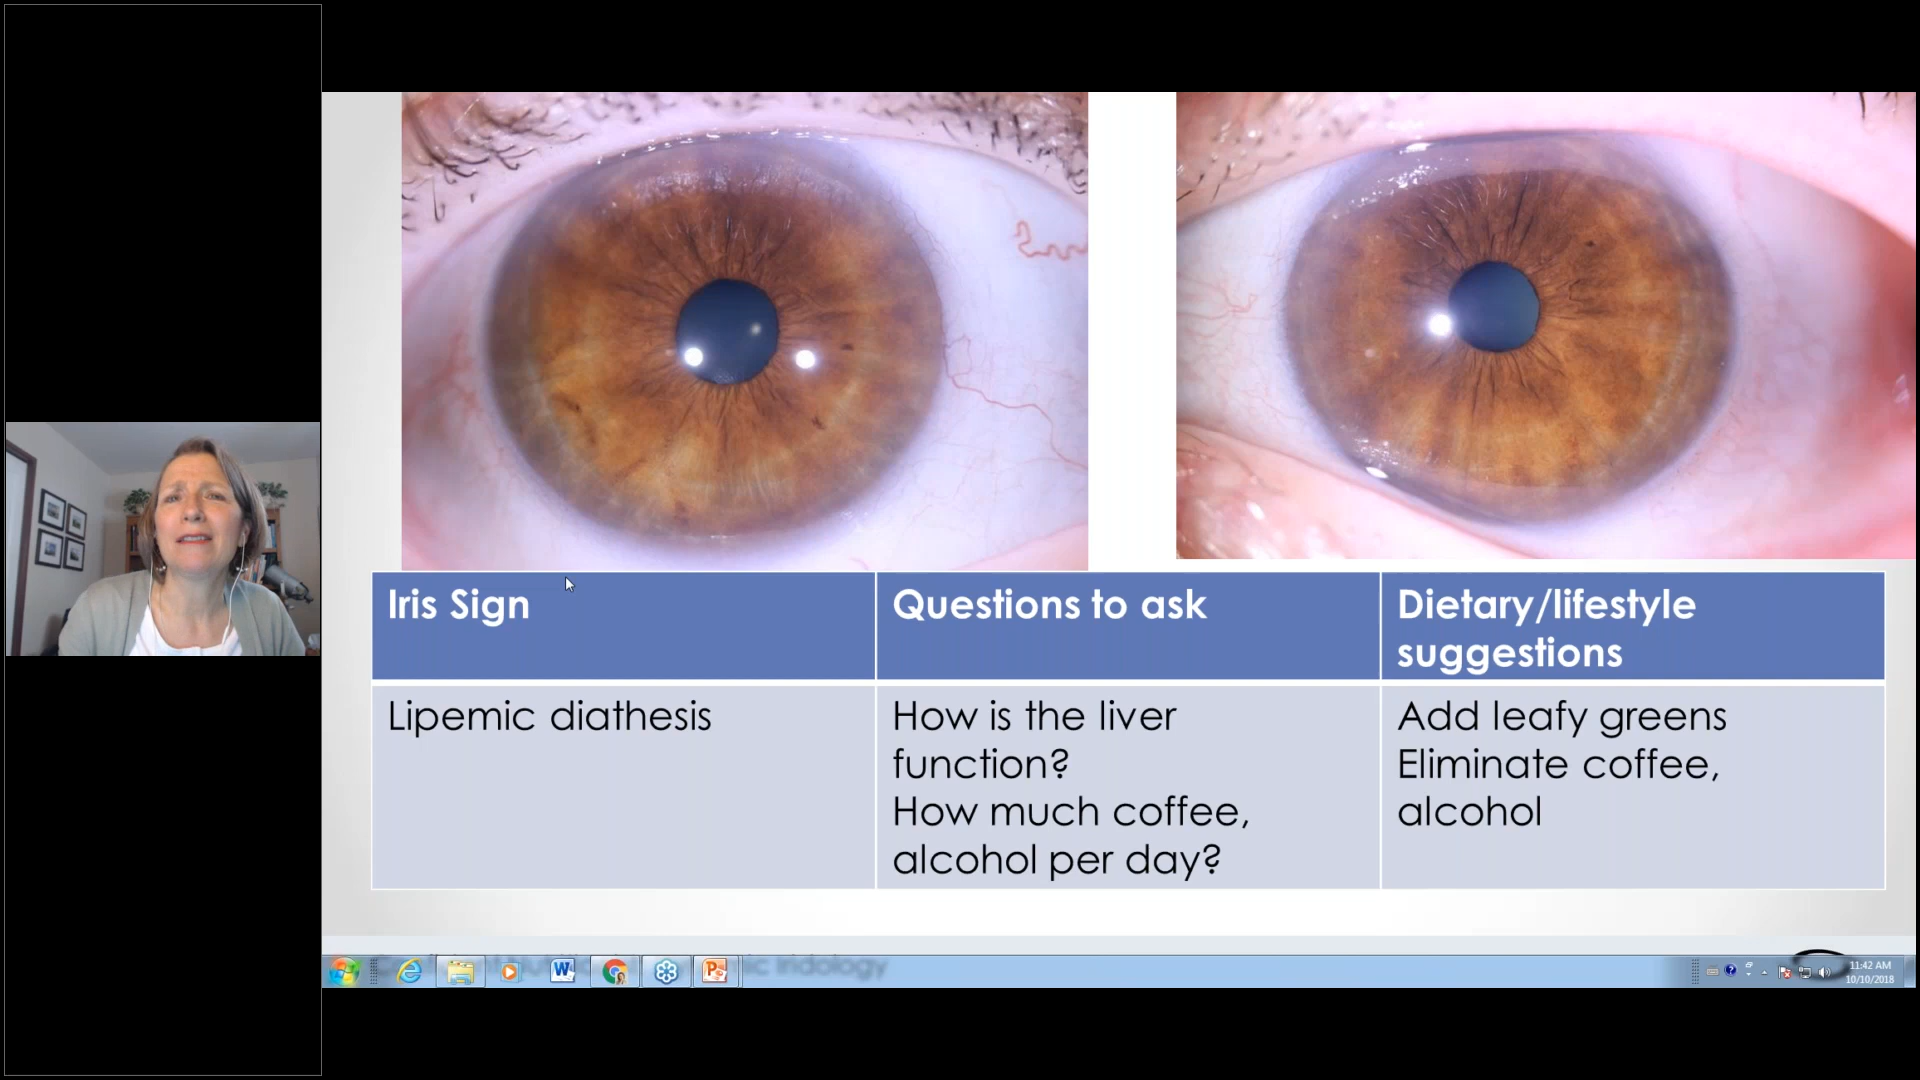 Iris Sign
Questions to ask
Dietary/lifestyle
suggestions
Lipemic diathesis
How is the liver
function?
How much coffee,
alcohol per day?
Add leafy greens
Eliminate coffee,
alcohol
Iridology
11:42 AM
10/10/2018